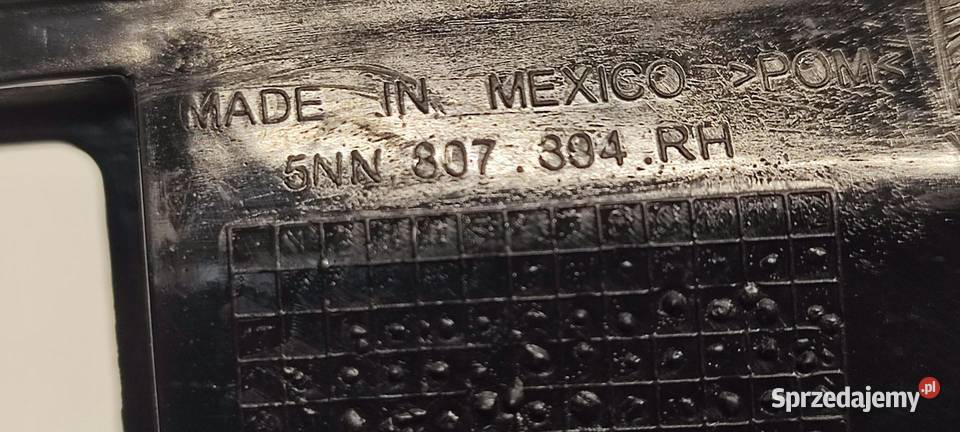 MADE IN MEXICO >POM<
5NN.807.394.RH
Sprzedajemy.pl